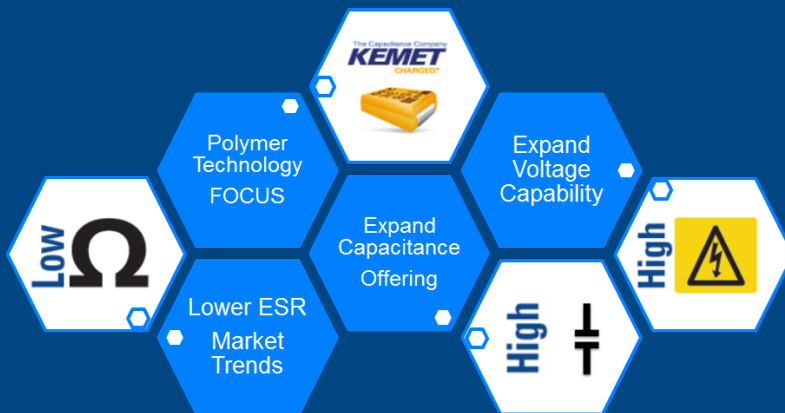 The Capacitance Company
KEMET
CHARGED.®
Polymer
Technology
FOCUS
Expand
Voltage
Capability
Expand
Capacitance
Offering
Low
Ω
High
Lower ESR
Market
Trends
High